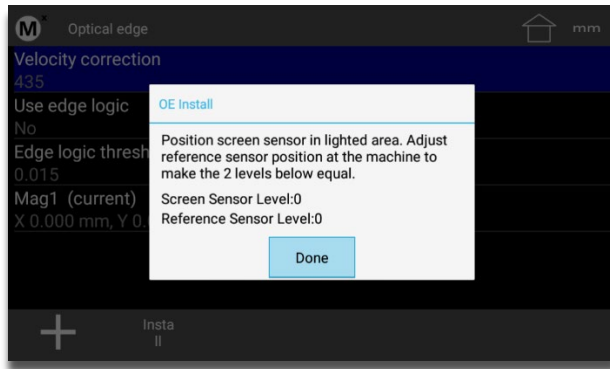 Mx
Optical edge
mm
Velocity correction
435
Use edge logic
No
Edge logic thresh
0.015
Mag1 (current)
X 0.000 mm, Y 0.
OE Install
Position screen sensor in lighted area. Adjust
reference sensor position at the machine to
make the 2 levels below equal.
Screen Sensor Level:0
Reference Sensor Level:0
Done
Insta
ll